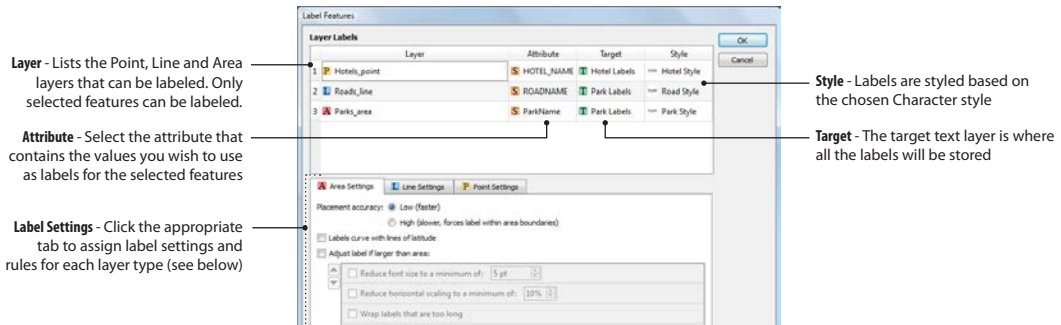 Label Features
Layer Labels
Layer Attribute Target Style
1 P Hotels_point S HOTEL_NAME T Hotel Labels Hotel Style
2 L Roads_line S ROADNAME T Park Labels Road Style
3 A Parks_area S ParkName T Park Labels Park Style
OK
Cancel
Layer - Lists the Point, Line and Area
layers that can be labeled. Only
selected features can be labeled.
Attribute - Select the attribute that
contains the values you wish to use
as labels for the selected features
Label Settings - Click the appropriate
tab to assign label settings and
rules for each layer type (see below)
Style - Labels are styled based on
the chosen Character style
Target - The target text layer is where
all the labels will be stored
A Area Settings L Line Settings P Point Settings
Placement accuracy: Low (faster)
High (slower, forces label within area boundaries)
Labels curve with lines of latitude
Adjust label if larger than area:
Reduce font size to a minimum of: 5 pt
Reduce horizontal scaling to a minimum of: 10%
Wrap labels that are too long